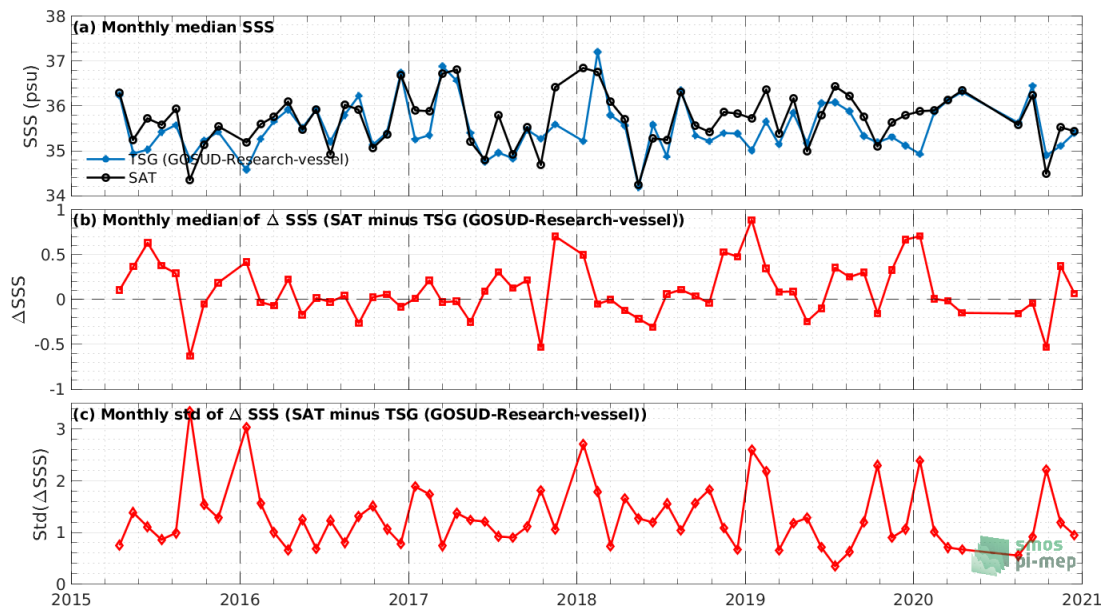 (a) Monthly median SSS
SSS (psu)
38
37
36
35
34
TSG (GOSUD-Research-vessel)
SAT
(b) Monthly median of Δ SSS (SAT minus TSG (GOSUD-Research-vessel))
ΔSSS
1
0.5
0
-0.5
-1
(c) Monthly std of Δ SSS (SAT minus TSG (GOSUD-Research-vessel))
Std(ΔSSS)
3
2
1
0
smos
pi-mep
2015 2016 2017 2018 2019 2020 2021